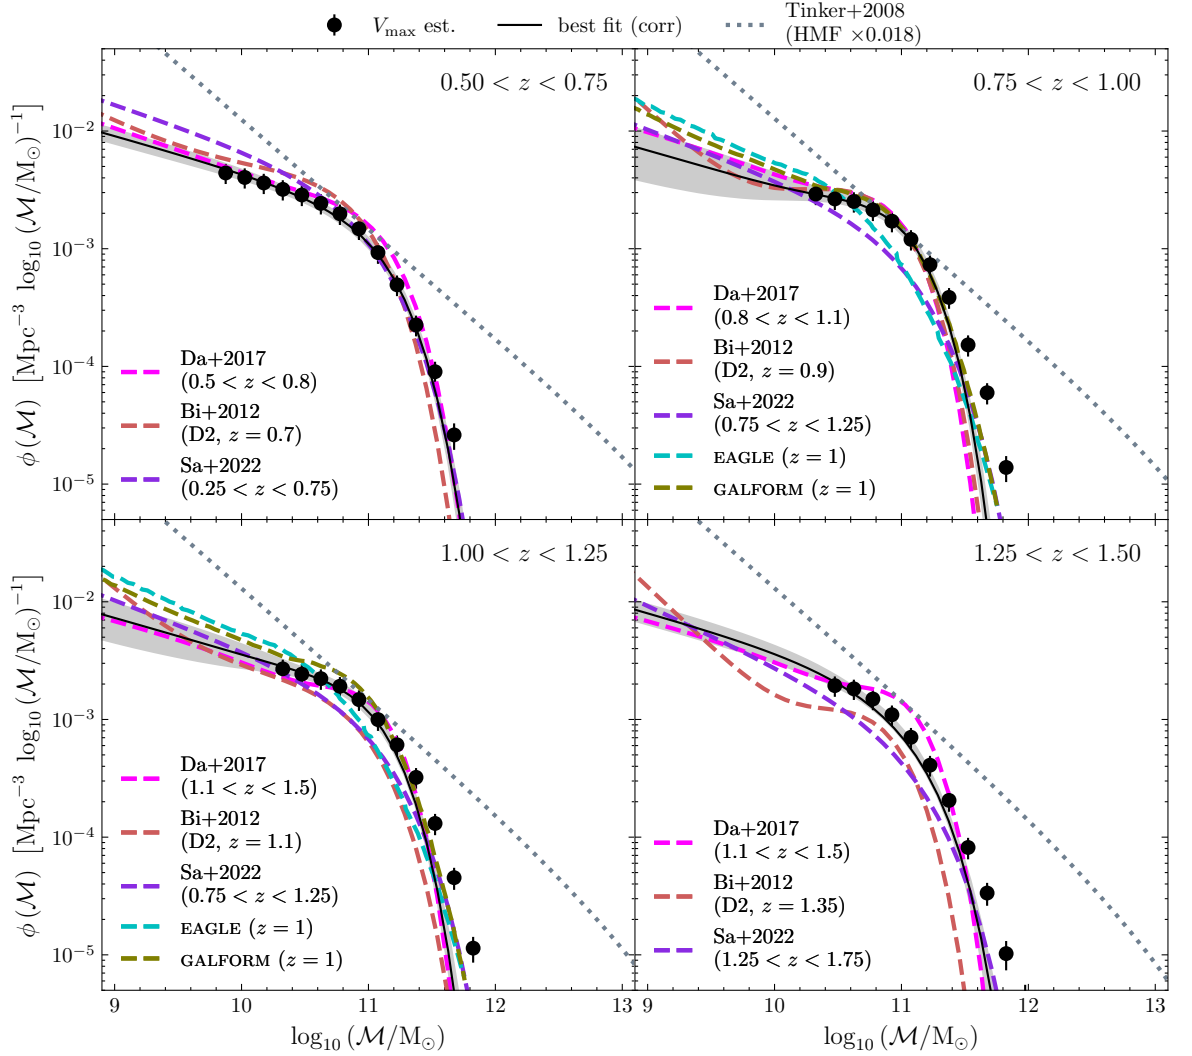 V_max est.
best fit (corr)
Tinker+2008
(HMF ×0.018)
0.50 < z < 0.75
0.75 < z < 1.00
10⁻²
10⁻³
10⁻⁴
10⁻⁵
ϕ (ℳ) [Mpc⁻³ log₁₀ (ℳ/M⊙)⁻¹]
Da+2017
(0.5 < z < 0.8)
Bi+2012
(D2, z = 0.7)
Sa+2022
(0.25 < z < 0.75)
Da+2017
(0.8 < z < 1.1)
Bi+2012
(D2, z = 0.9)
Sa+2022
(0.75 < z < 1.25)
EAGLE (z = 1)
GALFORM (z = 1)
1.00 < z < 1.25
1.25 < z < 1.50
10⁻²
10⁻³
10⁻⁴
10⁻⁵
ϕ (ℳ) [Mpc⁻³ log₁₀ (ℳ/M⊙)⁻¹]
Da+2017
(1.1 < z < 1.5)
Bi+2012
(D2, z = 1.1)
Sa+2022
(0.75 < z < 1.25)
EAGLE (z = 1)
GALFORM (z = 1)
Da+2017
(1.1 < z < 1.5)
Bi+2012
(D2, z = 1.35)
Sa+2022
(1.25 < z < 1.75)
9 10 11 12 13
9 10 11 12 13
log₁₀ (ℳ/M⊙)
log₁₀ (ℳ/M⊙)